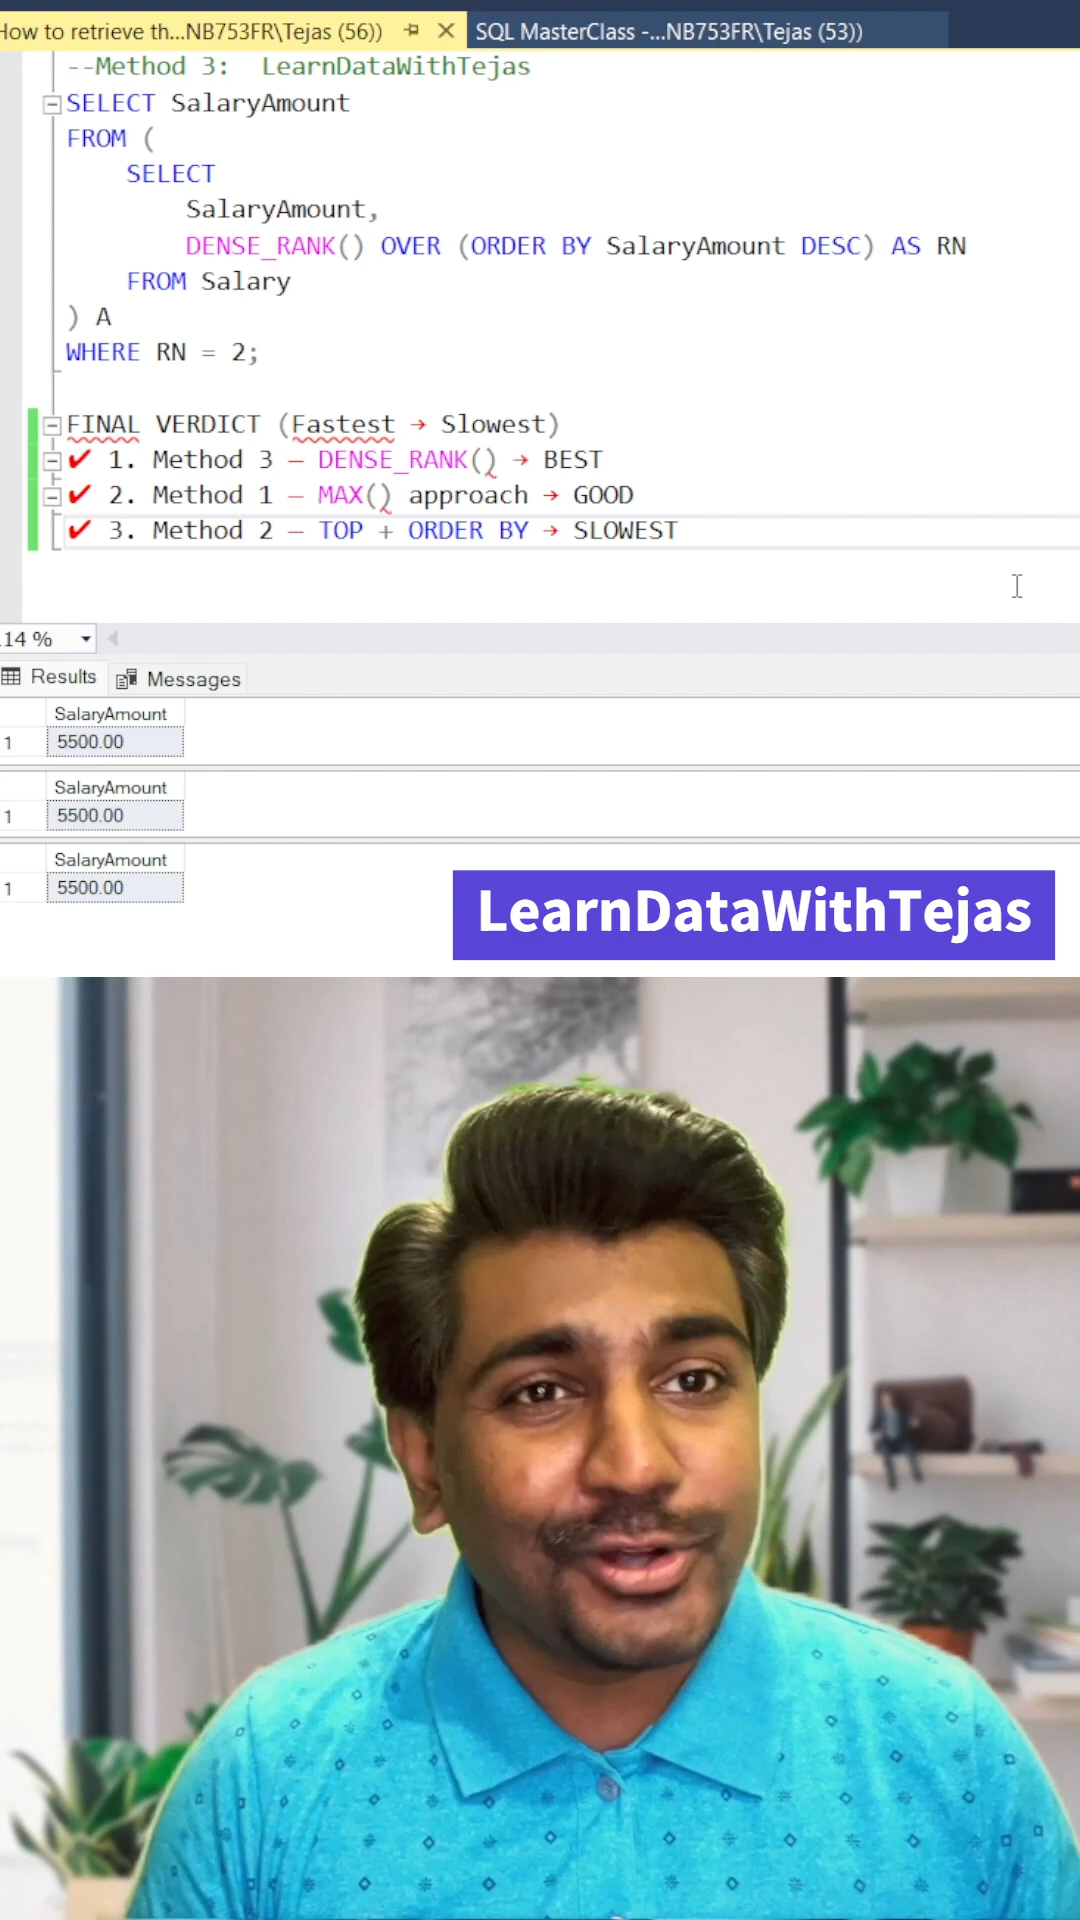 How to retrieve th...NB753FR\Tejas (56))
SQL MasterClass -...NB753FR\Tejas (53))
--Method 3:  LearnDataWithTejas
SELECT SalaryAmount
FROM (
SELECT
SalaryAmount,
DENSE_RANK() OVER (ORDER BY SalaryAmount DESC) AS RN
FROM Salary
) A
WHERE RN = 2;
FINAL VERDICT (Fastest → Slowest)
✔ 1. Method 3 – DENSE_RANK() → BEST
✔ 2. Method 1 – MAX() approach → GOOD
✔ 3. Method 2 – TOP + ORDER BY → SLOWEST
14 %
Results
Messages
SalaryAmount
1 5500.00
SalaryAmount
1 5500.00
SalaryAmount
1 5500.00
LearnDataWithTejas